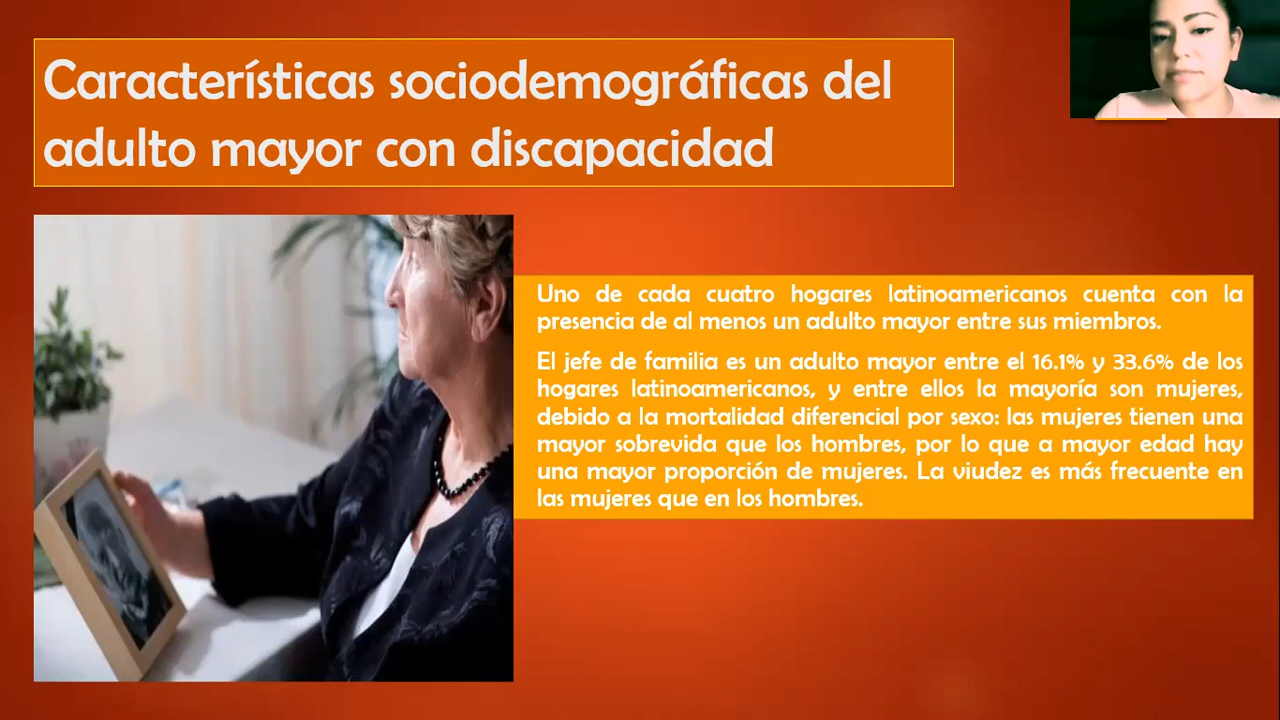 Características sociodemográficas del
adulto mayor con discapacidad
Uno de cada cuatro hogares latinoamericanos cuenta con la
presencia de al menos un adulto mayor entre sus miembros.
El jefe de familia es un adulto mayor entre el 16.1% y 33.6% de los
hogares latinoamericanos, y entre ellos la mayoría son mujeres,
debido a la mortalidad diferencial por sexo: las mujeres tienen una
mayor sobrevida que los hombres, por lo que a mayor edad hay
una mayor proporción de mujeres. La viudez es más frecuente en
las mujeres que en los hombres.